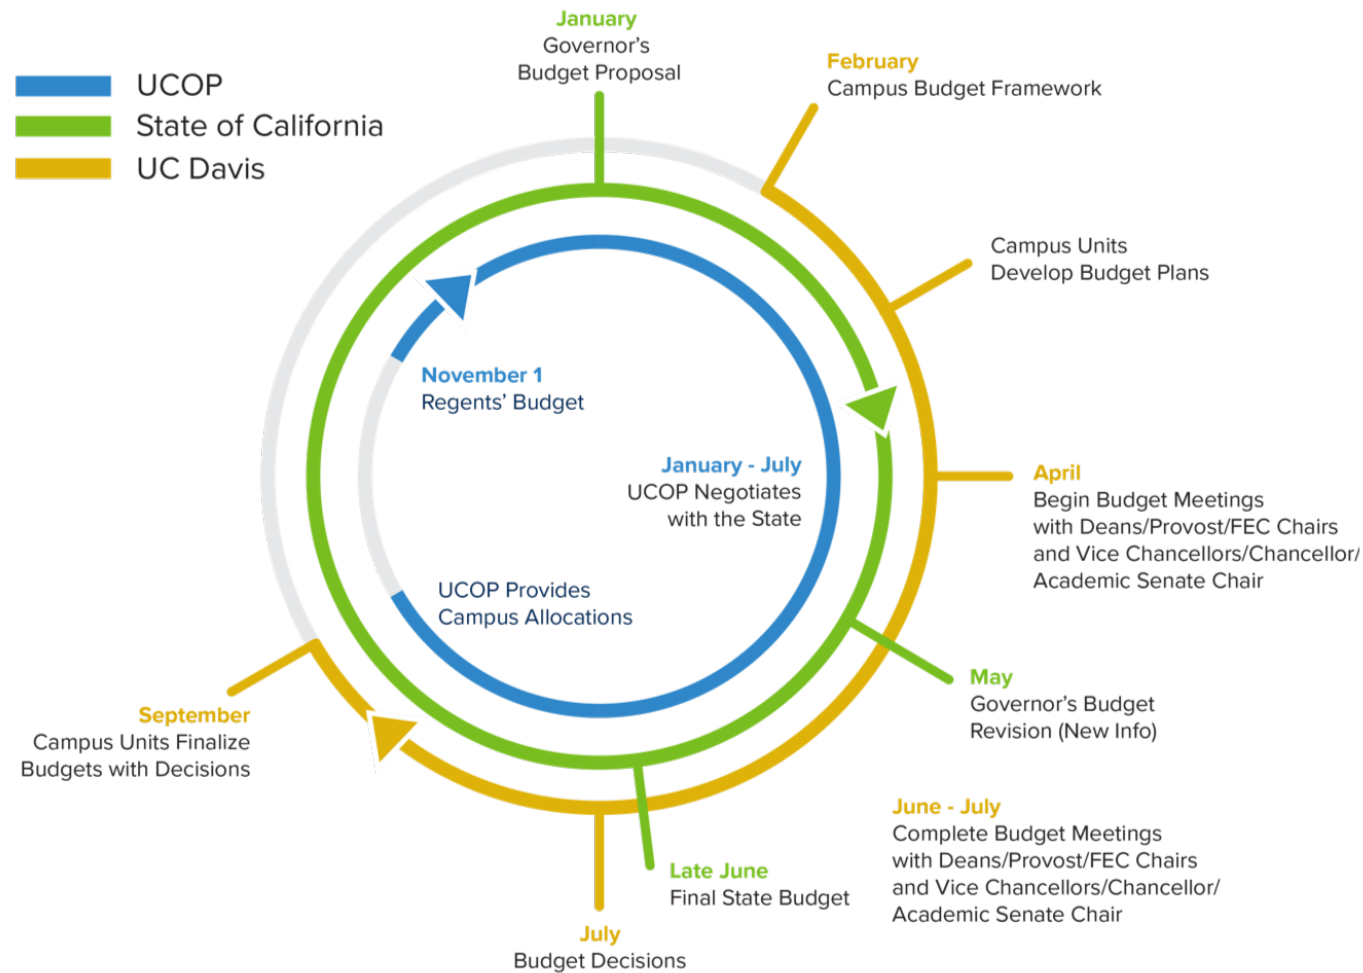 January
Governor's
Budget Proposal
February
Campus Budget Framework
UCOP
State of California
UC Davis
Campus Units
Develop Budget Plans
November 1
Regents' Budget
January - July
UCOP Negotiates
with the State
April
Begin Budget Meetings
with Deans/Provost/FEC Chairs
and Vice Chancellors/Chancellor/
Academic Senate Chair
UCOP Provides
Campus Allocations
May
Governor's Budget
Revision (New Info)
September
Campus Units Finalize
Budgets with Decisions
June - July
Complete Budget Meetings
with Deans/Provost/FEC Chairs
and Vice Chancellors/Chancellor/
Academic Senate Chair
Late June
Final State Budget
July
Budget Decisions